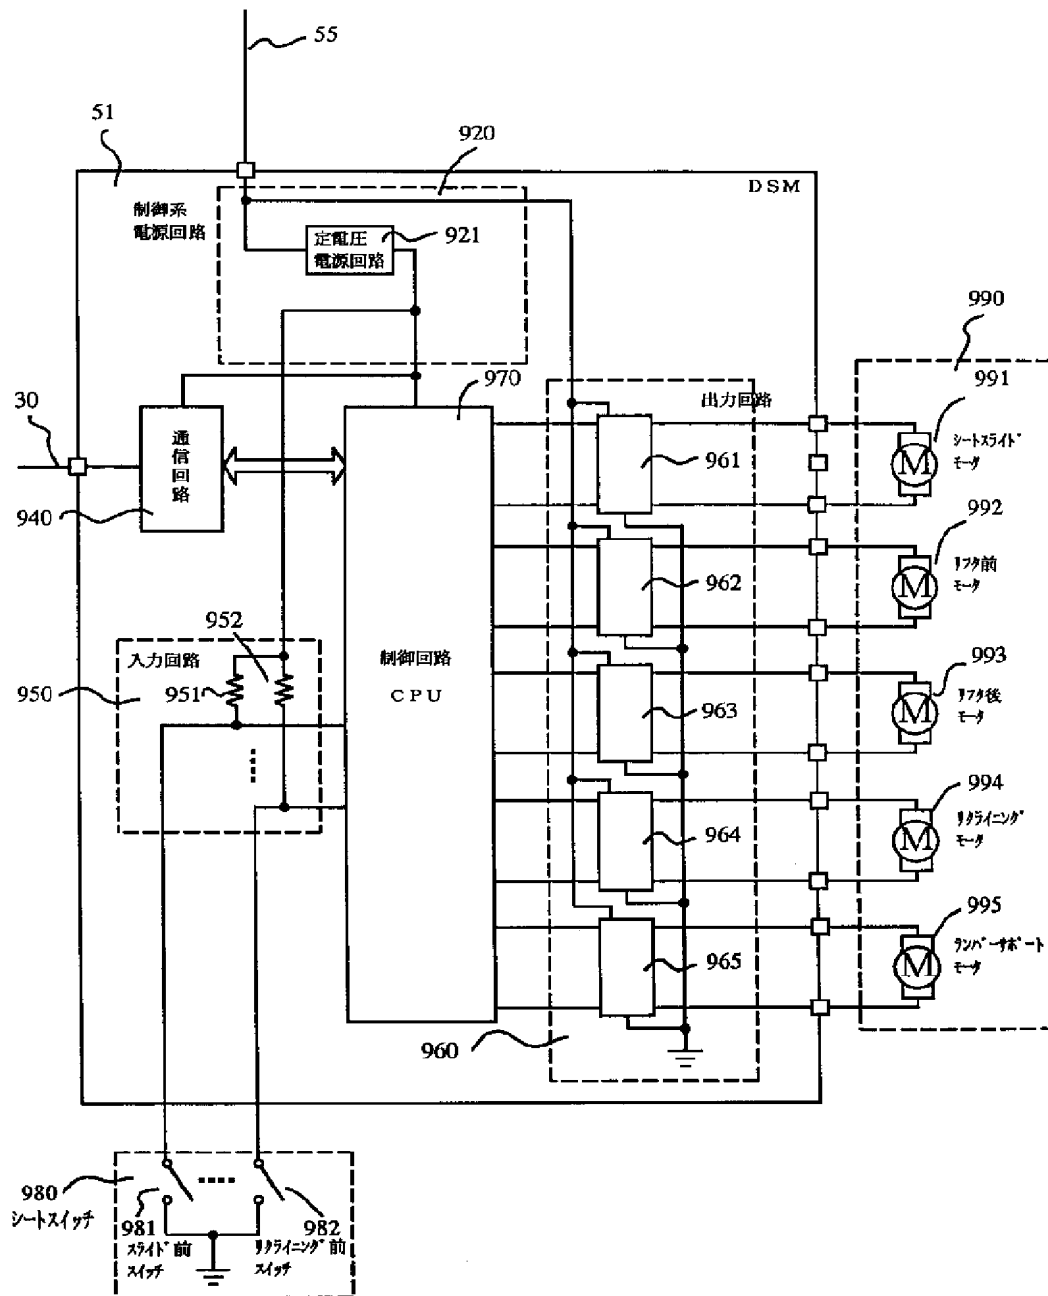 55
51
920
DSM
制御系
電源回路
定電圧
電源回路
921
990
970
出力回路
991
30
通信回路
940
961
シートスライド
モータ
992
962
リフタ前
モータ
952
入力回路
950
951
制御回路
CPU
963
993
リフタ後
モータ
994
964
リクライニング
モータ
995
965
ランバーサポート
モータ
960
980
シートスイッチ
981
スライド前
スイッチ
982
リクライニング前
スイッチ
M
M
M
M
M